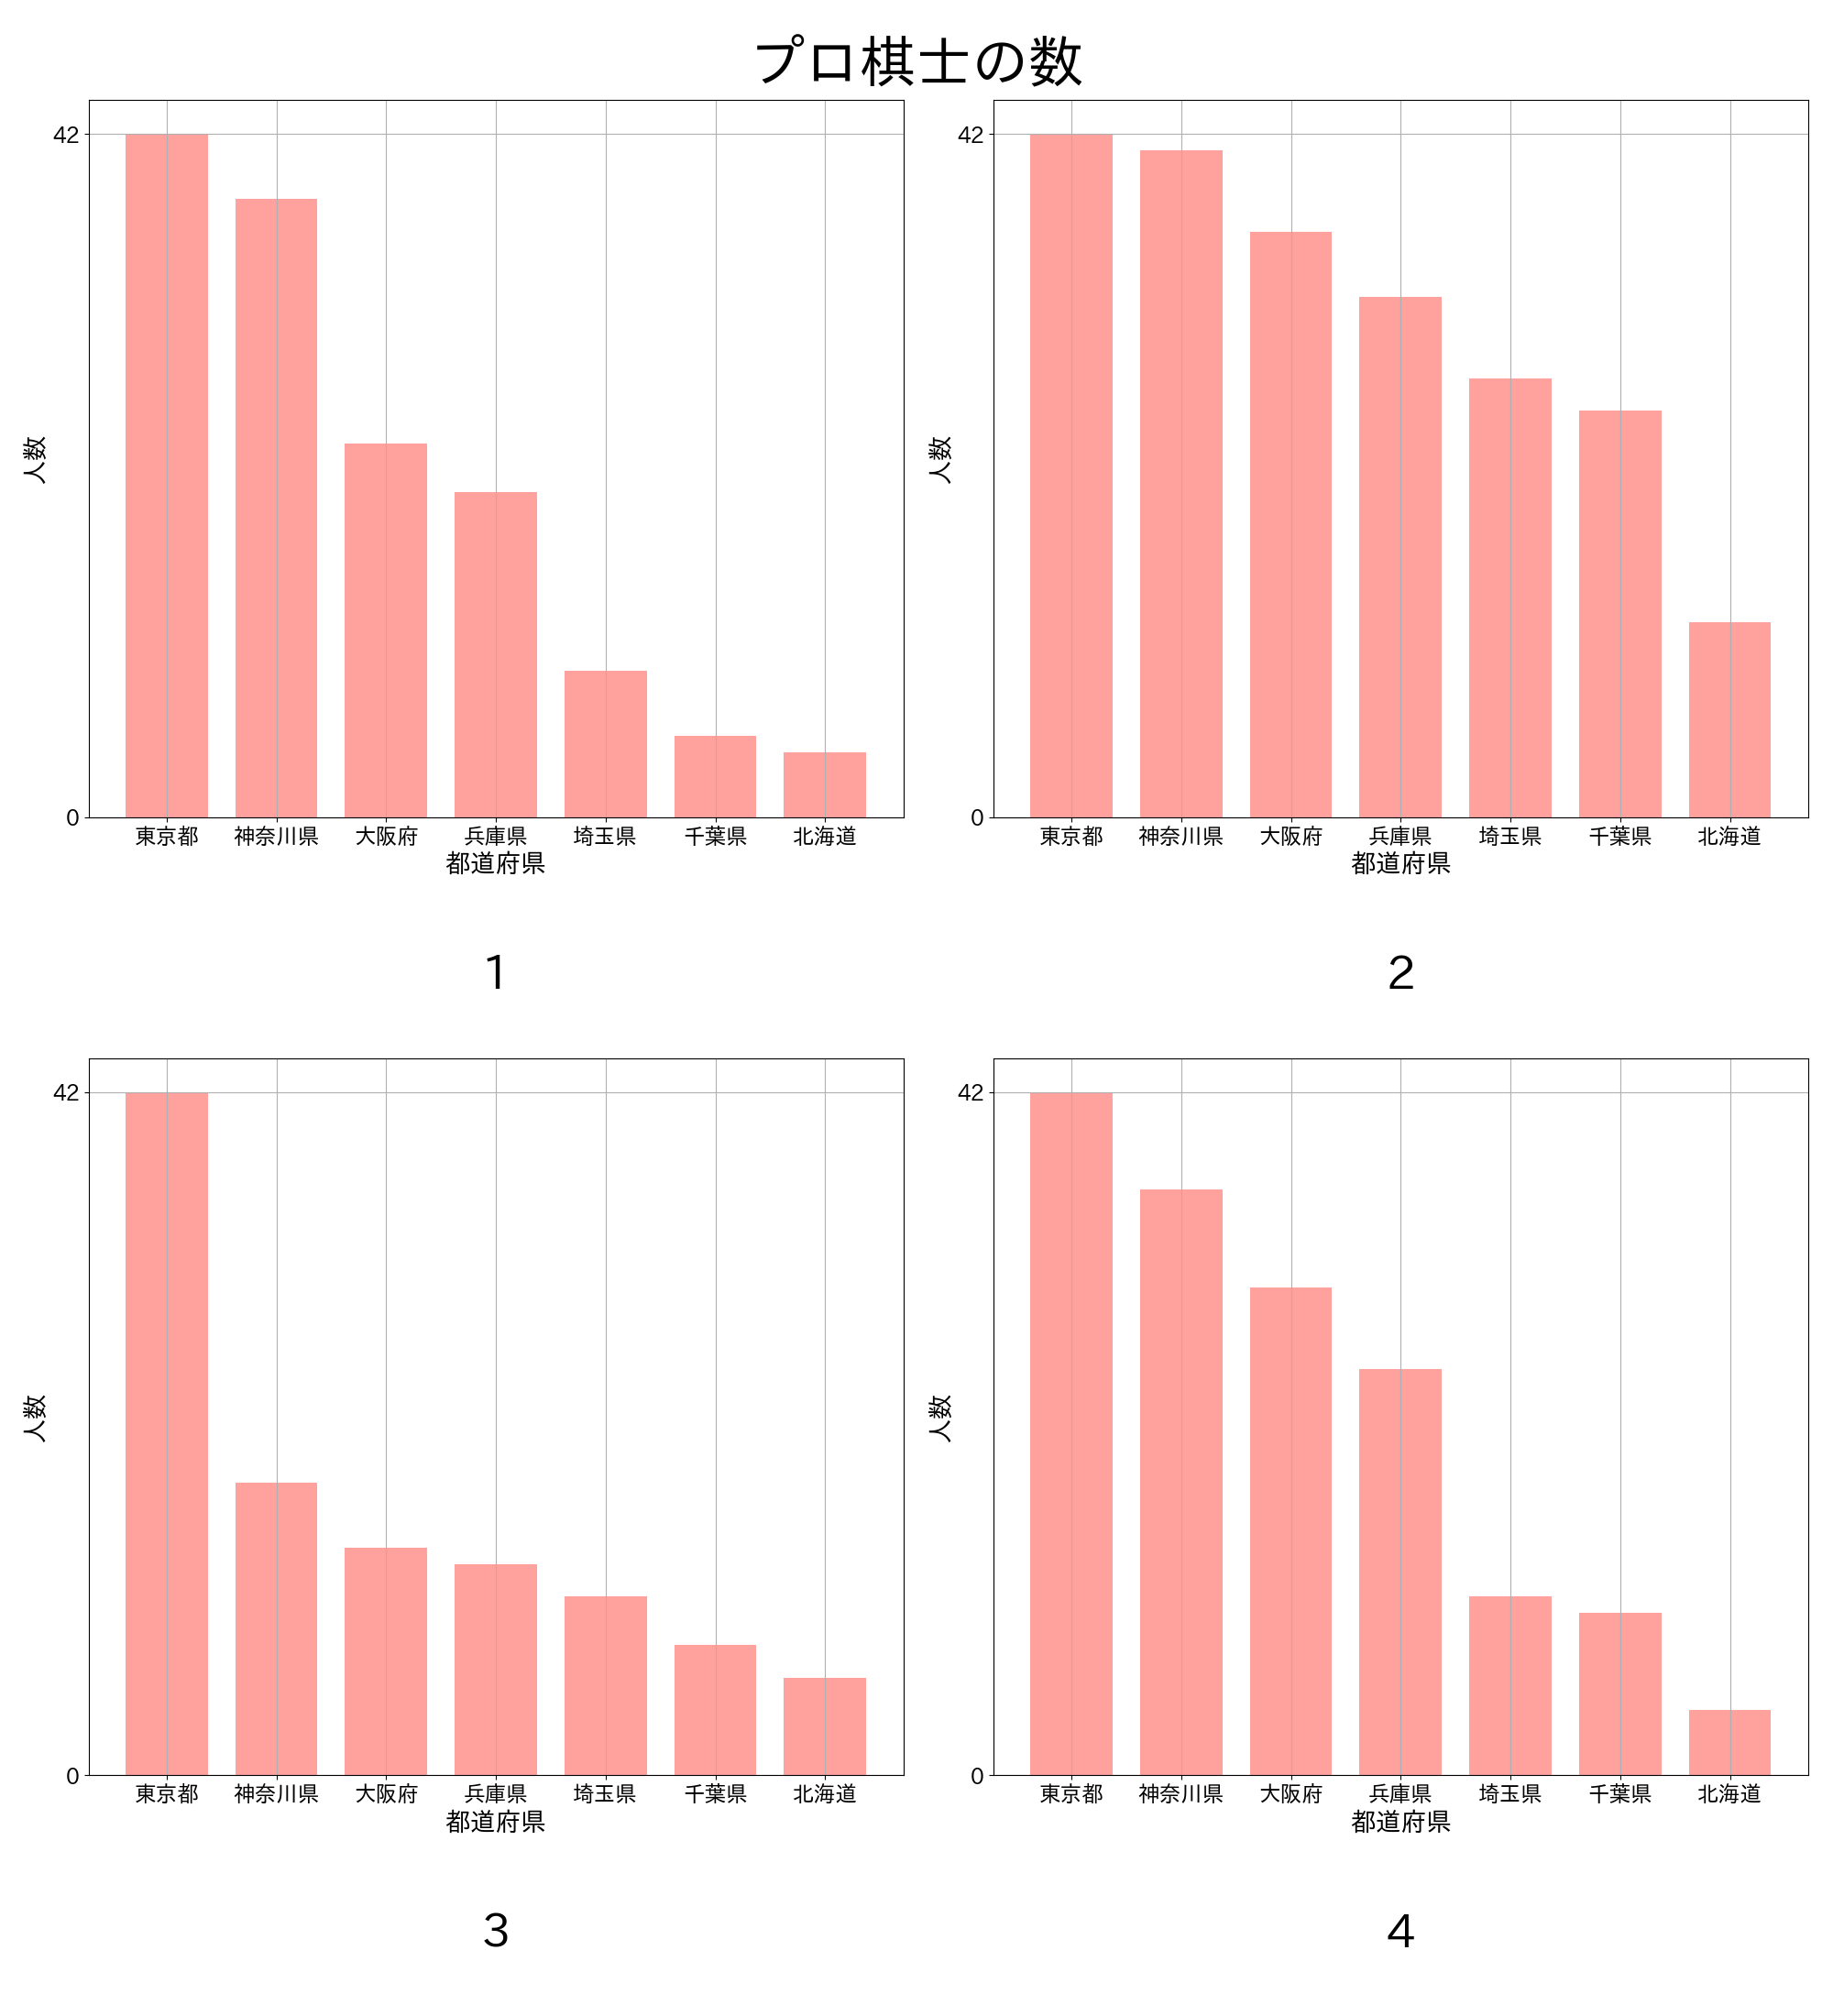 プロ棋士の数
42
0
人数
東京都 神奈川県 大阪府 兵庫県 埼玉県 千葉県 北海道
都道府県
1
42
0
人数
東京都 神奈川県 大阪府 兵庫県 埼玉県 千葉県 北海道
都道府県
2
42
0
人数
東京都 神奈川県 大阪府 兵庫県 埼玉県 千葉県 北海道
都道府県
3
42
0
人数
東京都 神奈川県 大阪府 兵庫県 埼玉県 千葉県 北海道
都道府県
4